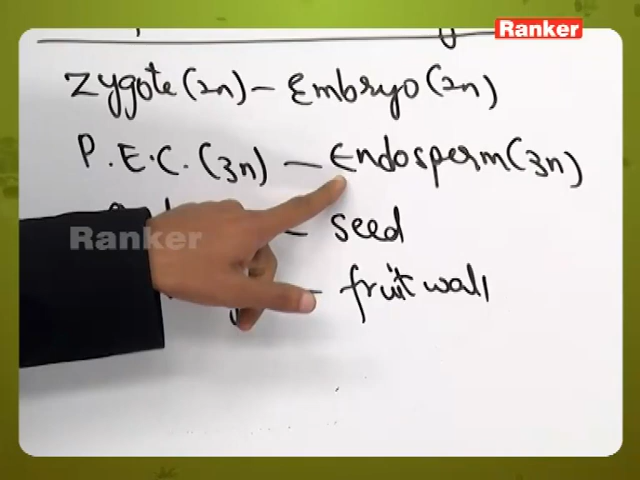 Ranker
Zygote (2n) - Embryo (2n)
P.E.C. (3n) - Endosperm (3n)
- seed
Ranker
- fruit wall